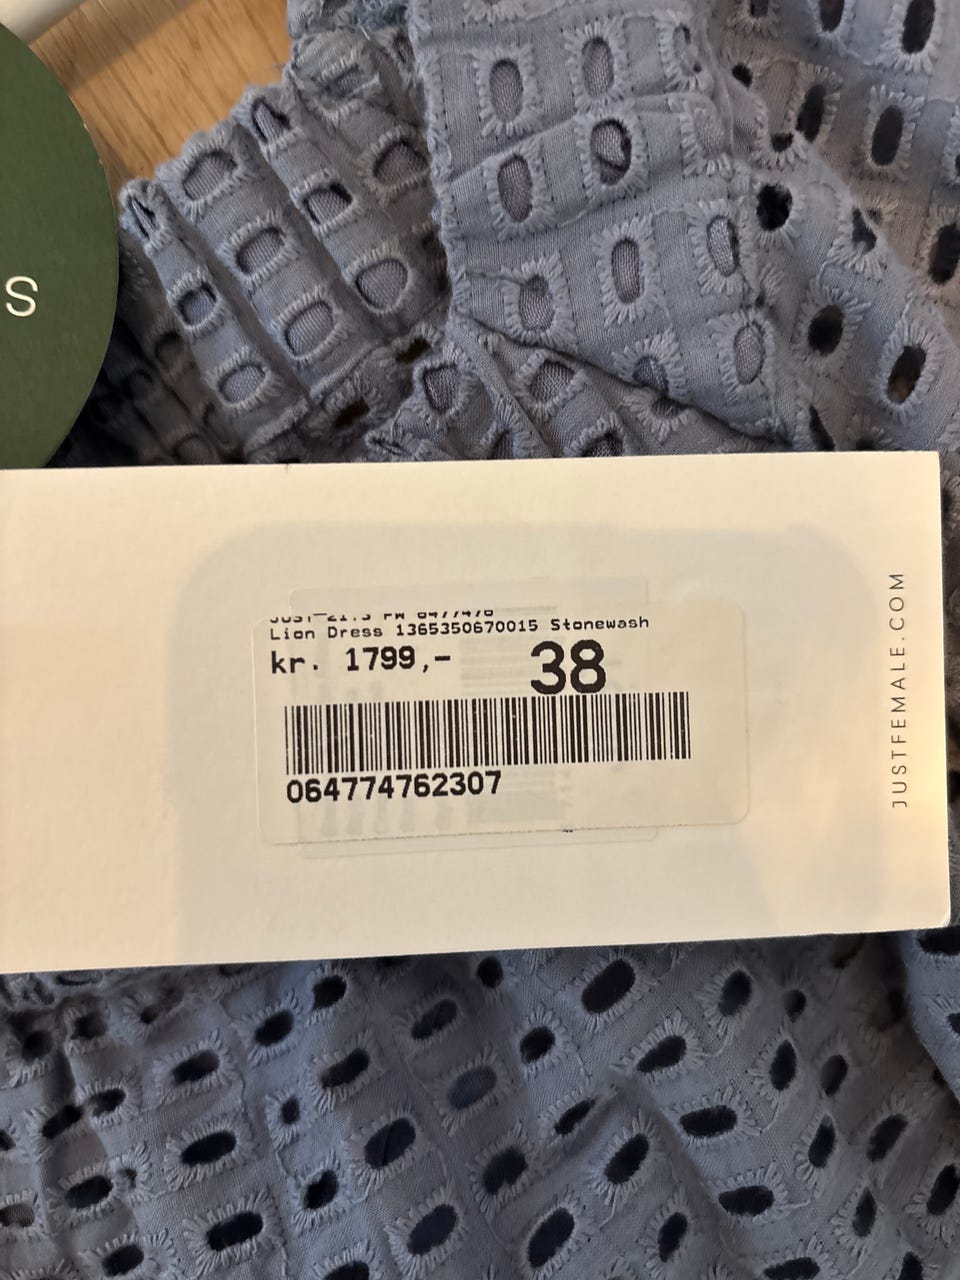 S
Lion Dress 1365350670015 Stonewash
kr. 1799,-
38
064774762307
JUSTFEMALE.COM